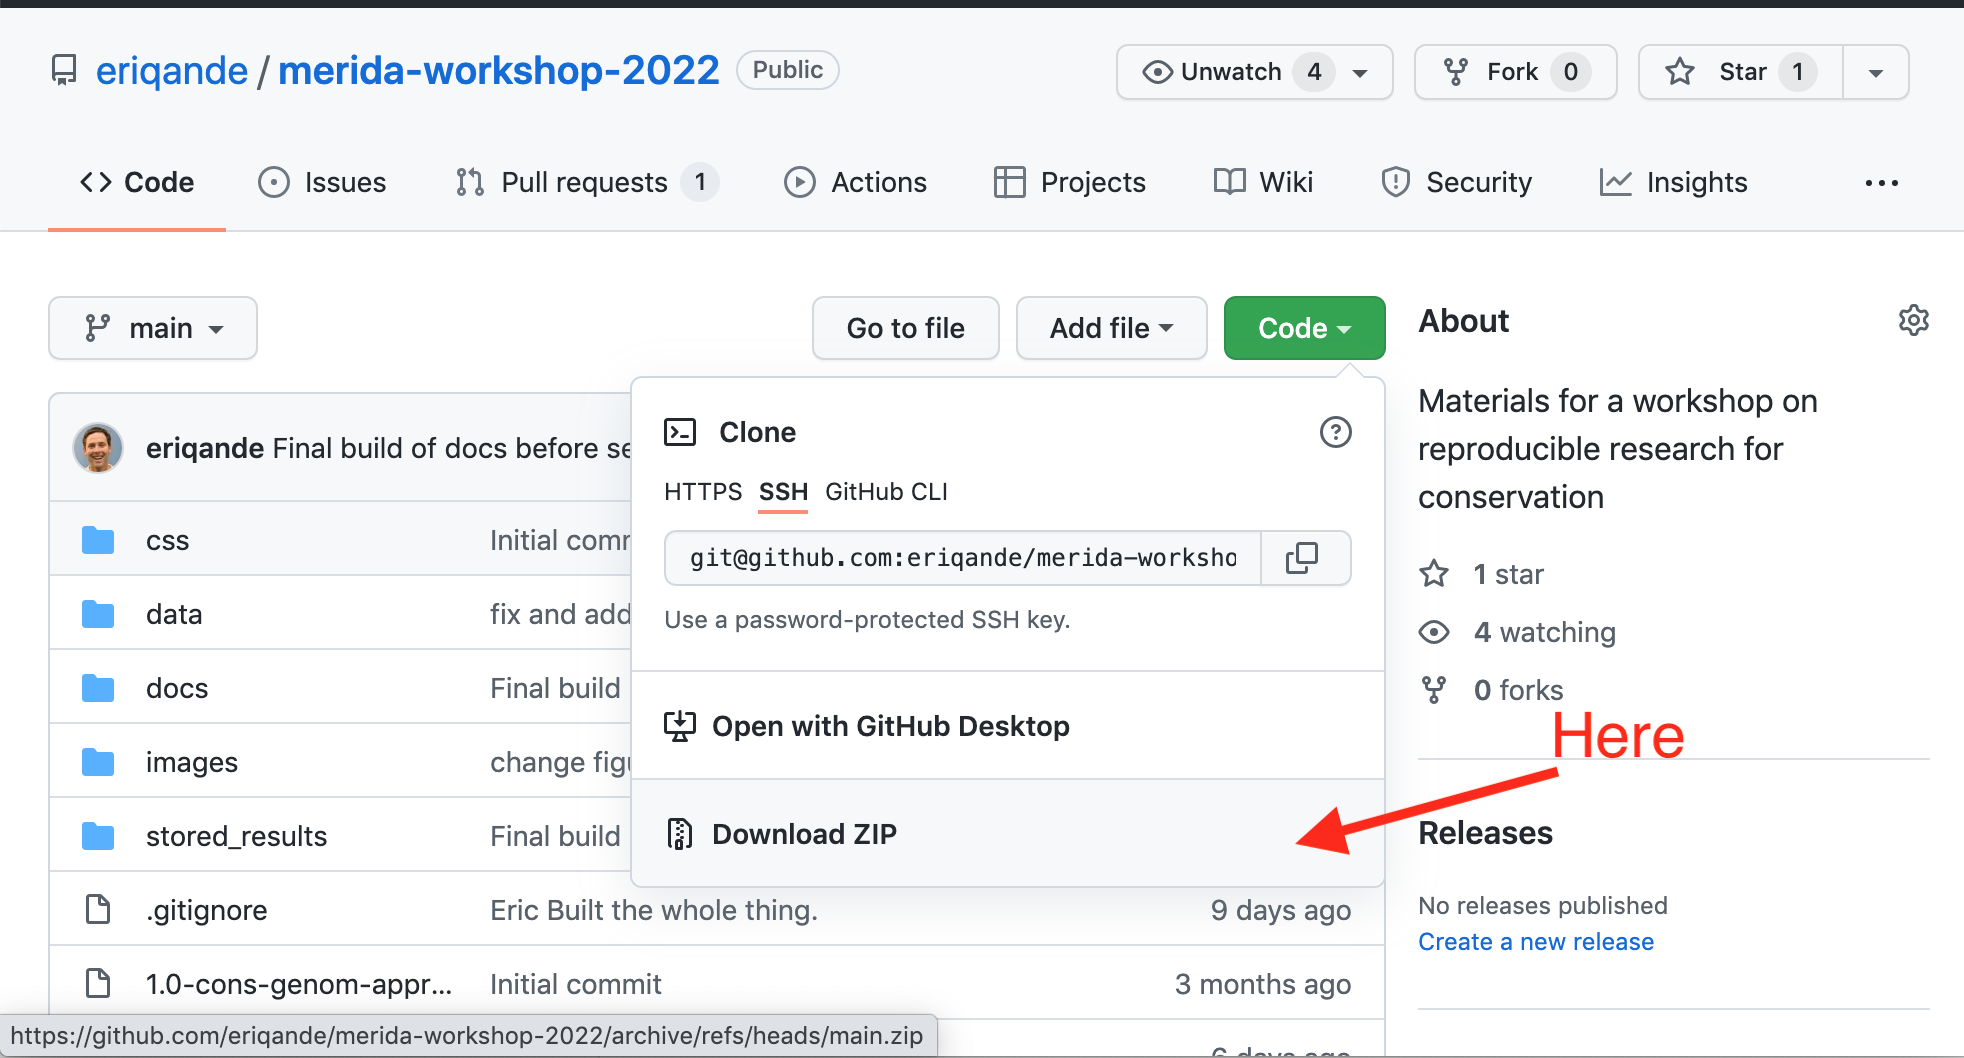 eriqande / merida-workshop-2022 Public
Unwatch 4 Fork 0 Star 1
Code Issues Pull requests 1 Actions Projects Wiki Security Insights ...
main Go to file Add file Code
About
Materials for a workshop on
reproducible research for
conservation
1 star
4 watching
0 forks
Here
Releases
No releases published
Create a new release
Clone
HTTPS SSH GitHub CLI
git@github.com:eriqande/merida-worksho
Use a password-protected SSH key.
Open with GitHub Desktop
Download ZIP
eriqande Final build of docs before se
css Initial comm
data fix and add
docs Final build
images change figu
stored_results Final build
.gitignore Eric Built the whole thing. 9 days ago
1.0-cons-genom-appr... Initial commit 3 months ago
6 days ago
https://github.com/eriqande/merida-workshop-2022/archive/refs/heads/main.zip